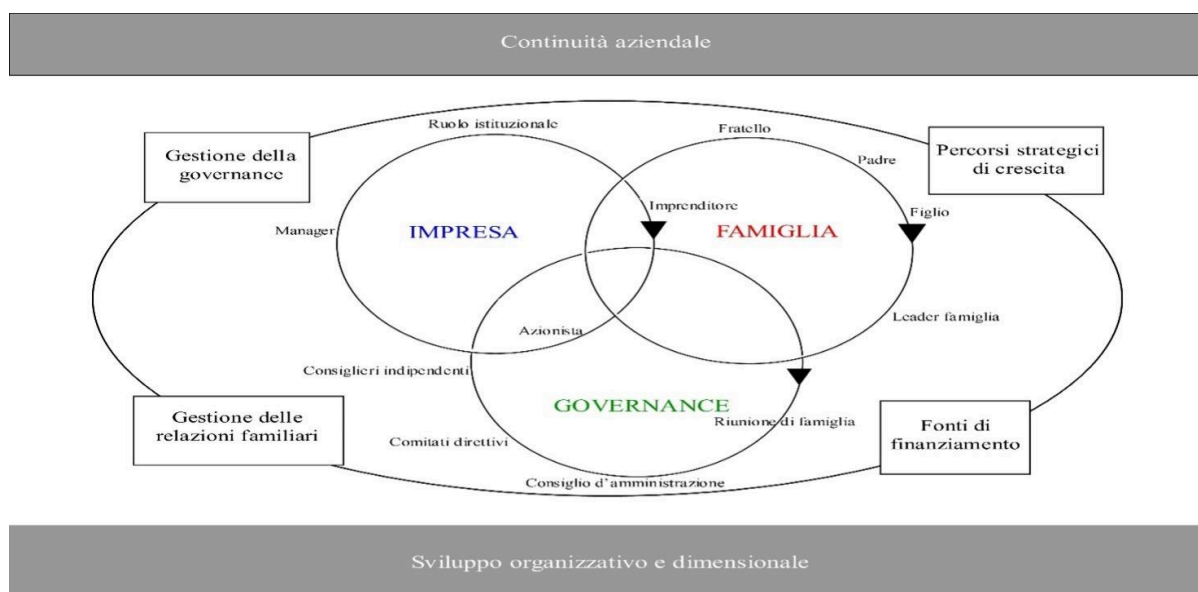 Continuità aziendale
Ruolo istituzionale
Fratello
Gestione della
governance
Percorsi strategici
di crescita
Padre
Imprenditore
Figlio
Manager
IMPRESA
FAMIGLIA
Azionista
Leader famiglia
Consiglieri indipendenti
GOVERNANCE
Gestione delle
relazioni familiari
Riunione di famiglia
Fonti di
finanziamento
Comitati direttivi
Consiglio d'amministrazione
Sviluppo organizzativo e dimensionale